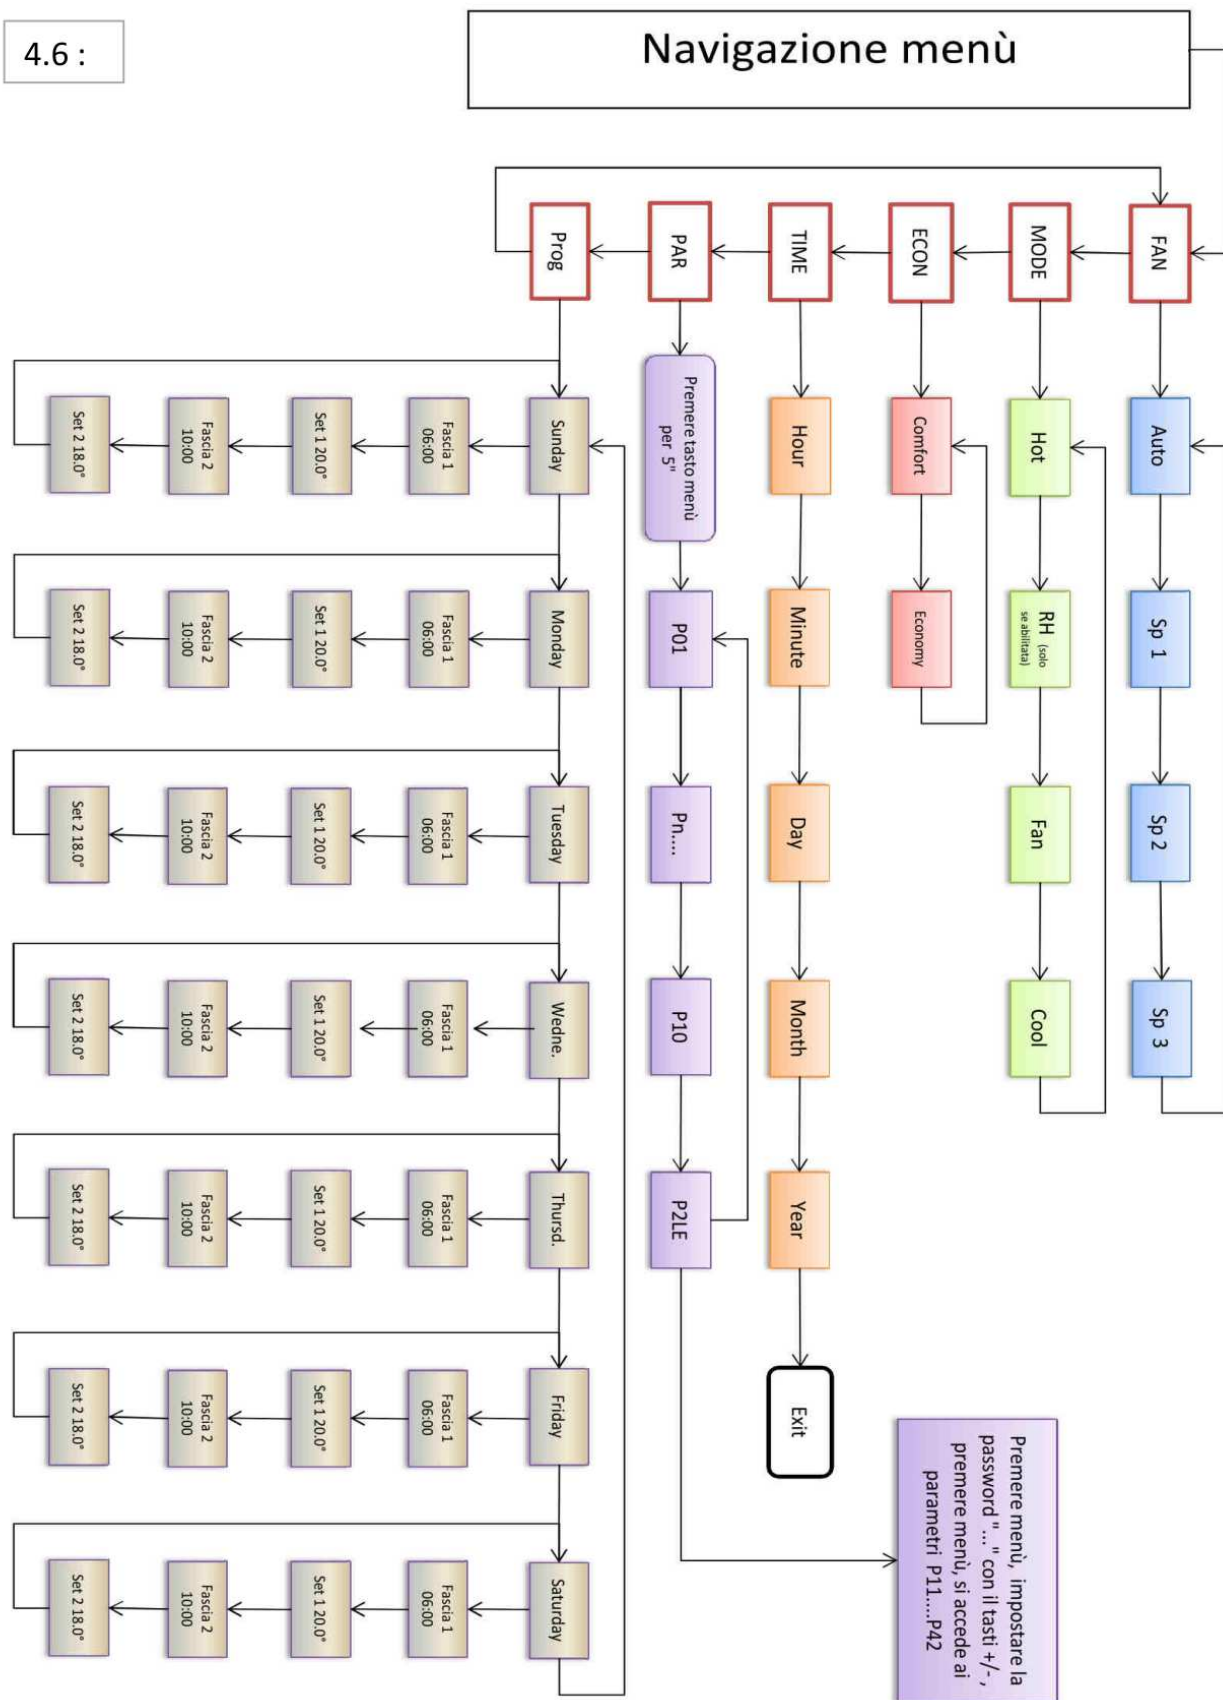 4.6 :
Navigazione menù
FAN
Auto
Sp 1
Sp 2
Sp 3
MODE
Hot
RH (solo
se abilitata)
Fan
Cool
ECON
Comfort
Economy
TIME
Hour
Minute
Day
Month
Year
Exit
PAR
Premere tasto menù
per 5"
P01
Pn....
P10
P2LE
Premere menù, impostare la
password " ... " con il tasti +/- ,
premere menù, si accede ai
parametri P11....P42
Prog
Sunday
Fascia 1
06:00
Set 1 20.0°
Fascia 2
10:00
Set 2 18.0°
Monday
Fascia 1
06:00
Set 1 20.0°
Fascia 2
10:00
Set 2 18.0°
Tuesday
Fascia 1
06:00
Set 1 20.0°
Fascia 2
10:00
Set 2 18.0°
Wedne.
Fascia 1
06:00
Set 1 20.0°
Fascia 2
10:00
Set 2 18.0°
Thursd.
Fascia 1
06:00
Set 1 20.0°
Fascia 2
10:00
Set 2 18.0°
Friday
Fascia 1
06:00
Set 1 20.0°
Fascia 2
10:00
Set 2 18.0°
Saturday
Fascia 1
06:00
Set 1 20.0°
Fascia 2
10:00
Set 2 18.0°